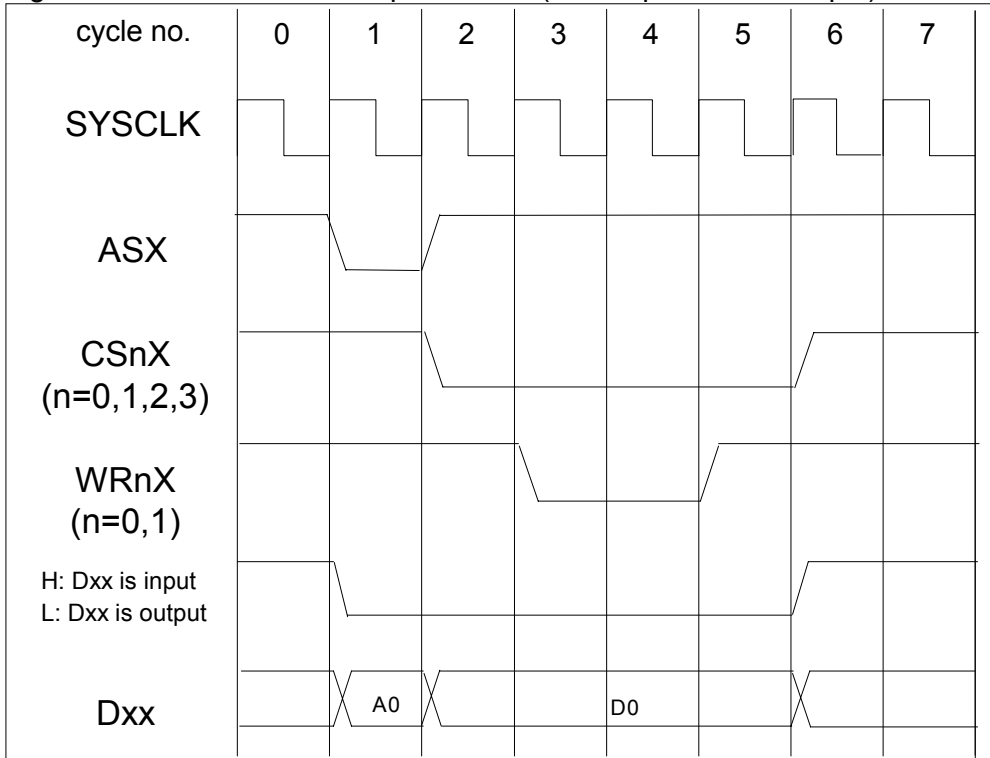 cycle no. 0 1 2 3 4 5 6 7
SYSCLK
ASX
CSnX
(n=0,1,2,3)
WRnX
(n=0,1)
H: Dxx is input
L: Dxx is output
Dxx A0 D0